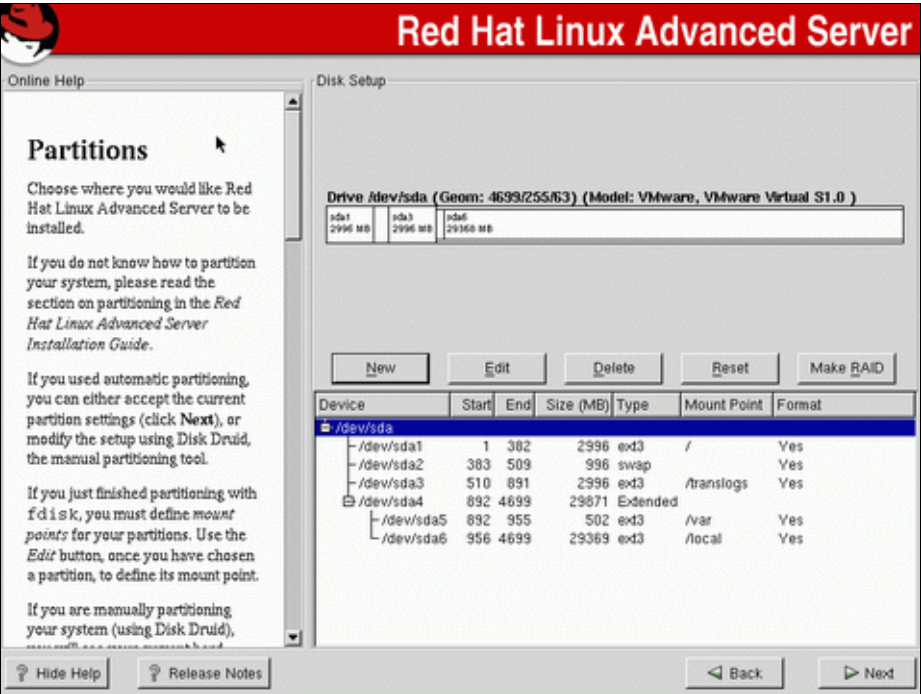 Red Hat Linux Advanced Server
Online Help
Partitions
Choose where you would like Red
Hat Linux Advanced Server to be
installed.
If you do not know how to partition
your system, please read the
section on partitioning in the Red
Hat Linux Advanced Server
Installation Guide.
If you used automatic partitioning,
you can either accept the current
partition settings (click Next), or
modify the setup using Disk Druid,
the manual partitioning tool.
If you just finished partitioning with
fdisk, you must define mount
points for your partitions. Use the
Edit button, once you have chosen
a partition, to define its mount point.
If you are manually partitioning
your system (using Disk Druid),
Disk Setup
Drive /dev/sda (Geom: 4699/255/63) (Model: VMware, VMware Virtual S1.0 )
sda1 sda3 sda6
2996 MB 2996 MB 29368 MB
New Edit Delete Reset Make RAID
Device Start End Size (MB) Type Mount Point Format
/dev/sda
/dev/sda1 1 382 2996 ext3 / Yes
/dev/sda2 383 509 996 swap Yes
/dev/sda3 510 891 2996 ext3 /translogs Yes
/dev/sda4 892 4699 29871 Extended
/dev/sda5 892 955 502 ext3 /var Yes
/dev/sda6 956 4699 29369 ext3 /local Yes
Hide Help Release Notes Back Next